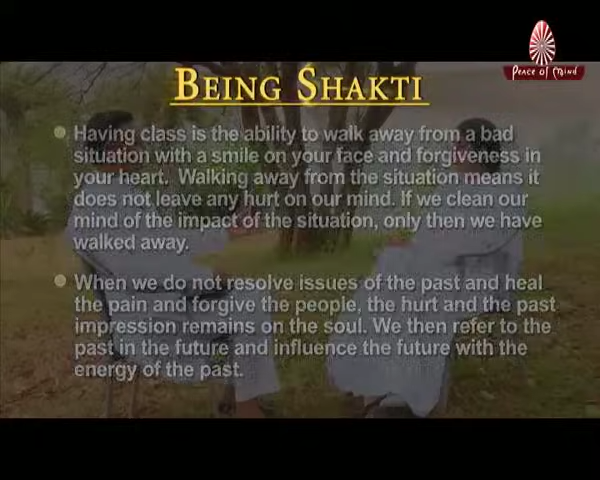 BEING SHAKTI
Peace of Mind
Having class is the ability to walk away from a bad
situation with a smile on your face and forgiveness in
your heart. Walking away from the situation means it
does not leave any hurt on our mind. If we clean our
mind of the impact of the situation, only then we have
walked away.
When we do not resolve issues of the past and heal
the pain and forgive the people, the hurt and the past
impression remains on the soul. We then refer to the
past in the future and influence the future with the
energy of the past.